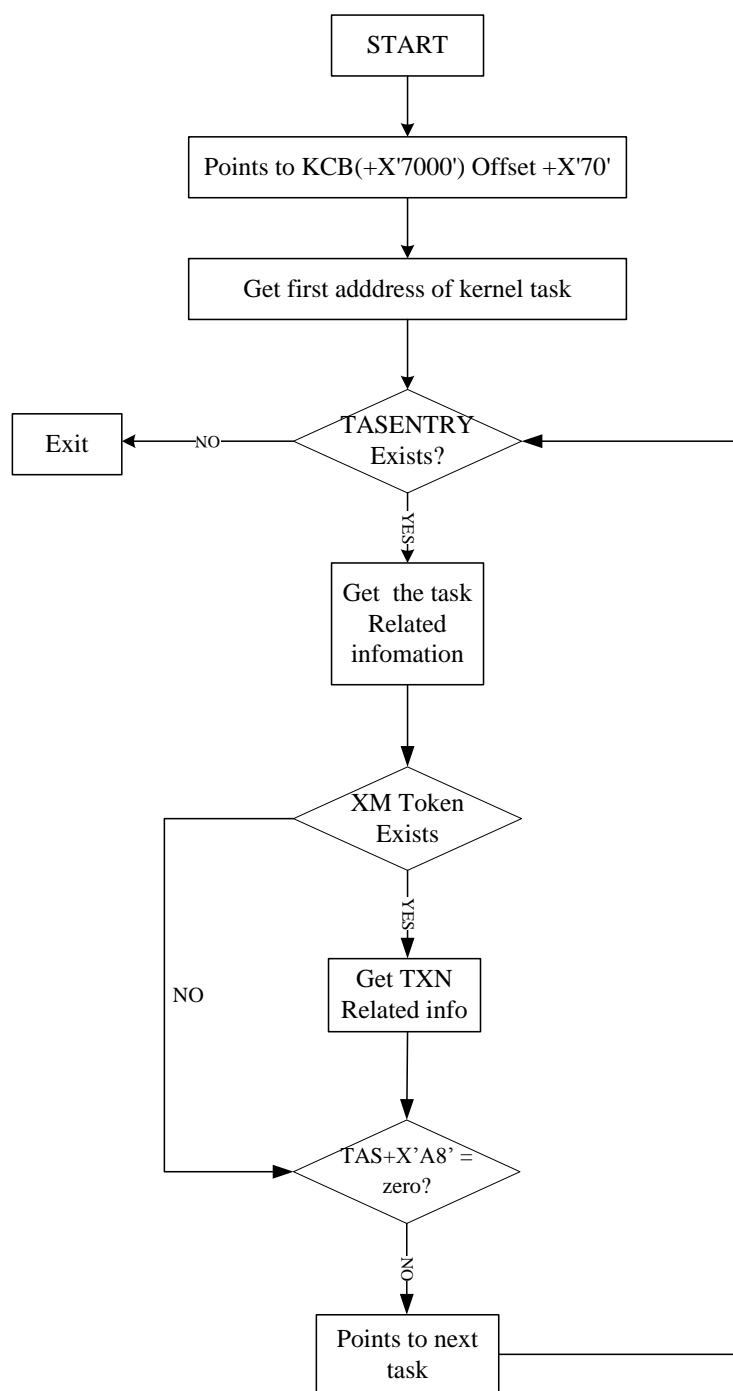 START
Points to KCB(+X'7000') Offset +X'70'
Get first adddress of kernel task
TASENTRY
Exists?
NO
Exit
YES
Get the task
Related
infomation
XM Token
Exists
YES
NO
Get TXN
Related info
TAS+X’A8’ =
zero?
NO
Points to next
task